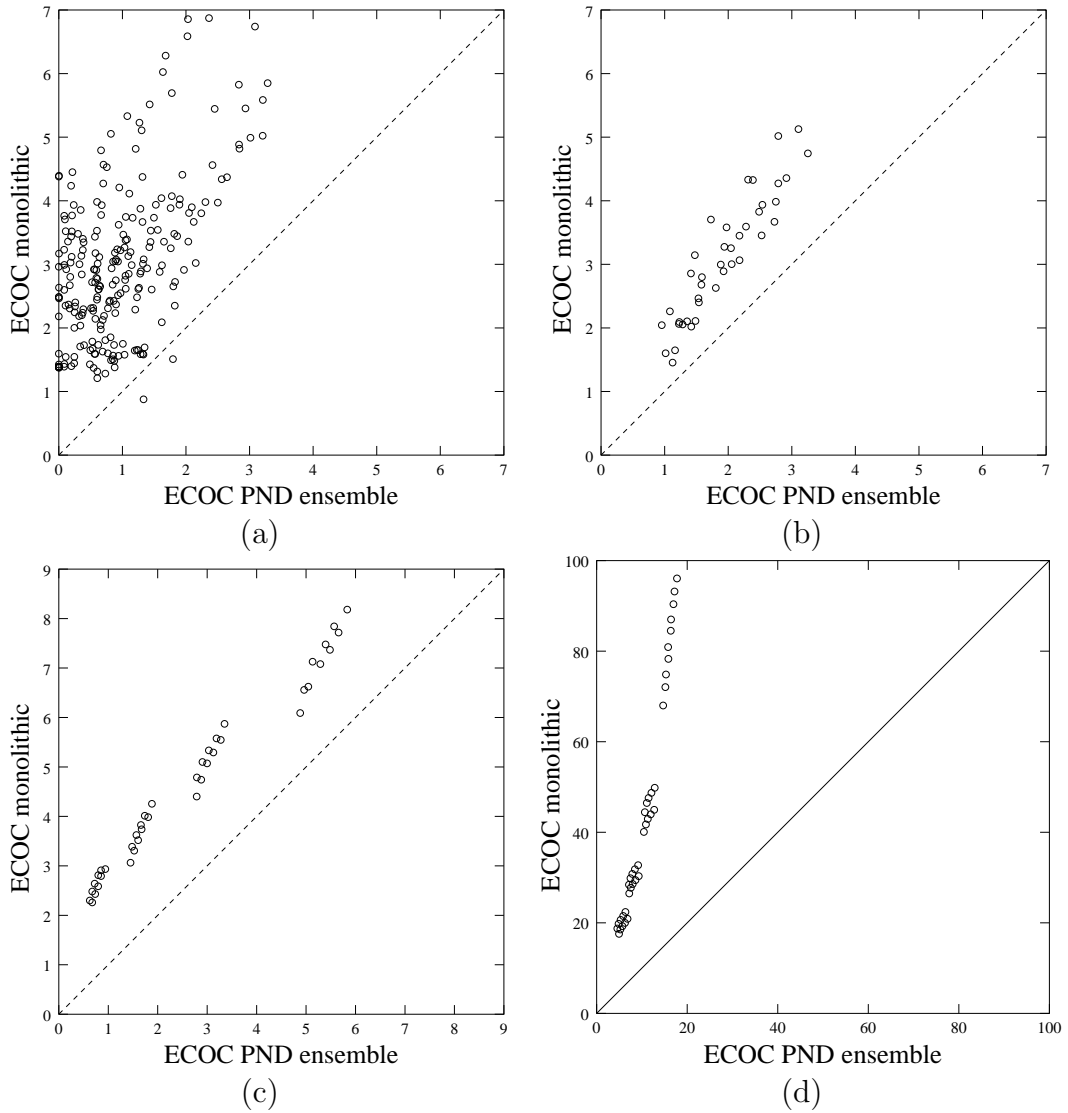 7
6
5
4
3
2
1
0
ECOC monolithic
0 1 2 3 4 5 6 7
ECOC PND ensemble
(a)
7
6
5
4
3
2
1
0
ECOC monolithic
0 1 2 3 4 5 6 7
ECOC PND ensemble
(b)
9
8
7
6
5
4
3
2
1
0
ECOC monolithic
0 1 2 3 4 5 6 7 8 9
ECOC PND ensemble
(c)
100
80
60
40
20
0
ECOC monolithic
0 20 40 60 80 100
ECOC PND ensemble
(d)